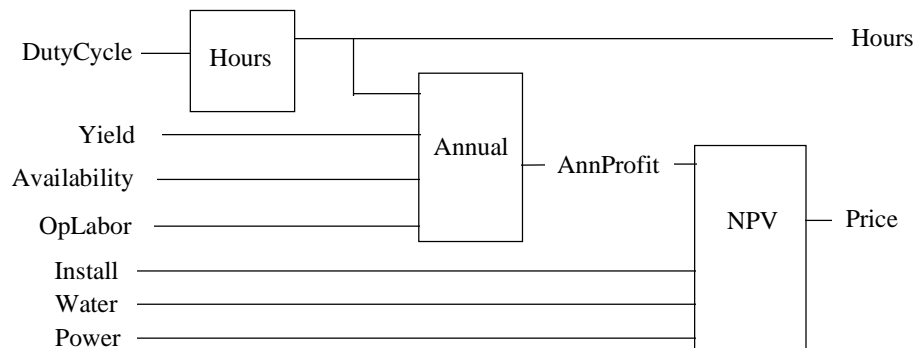 Hours
DutyCycle
Hours
Yield
Annual
AnnProfit
Availability
OpLabor
NPV
Price
Install
Water
Power